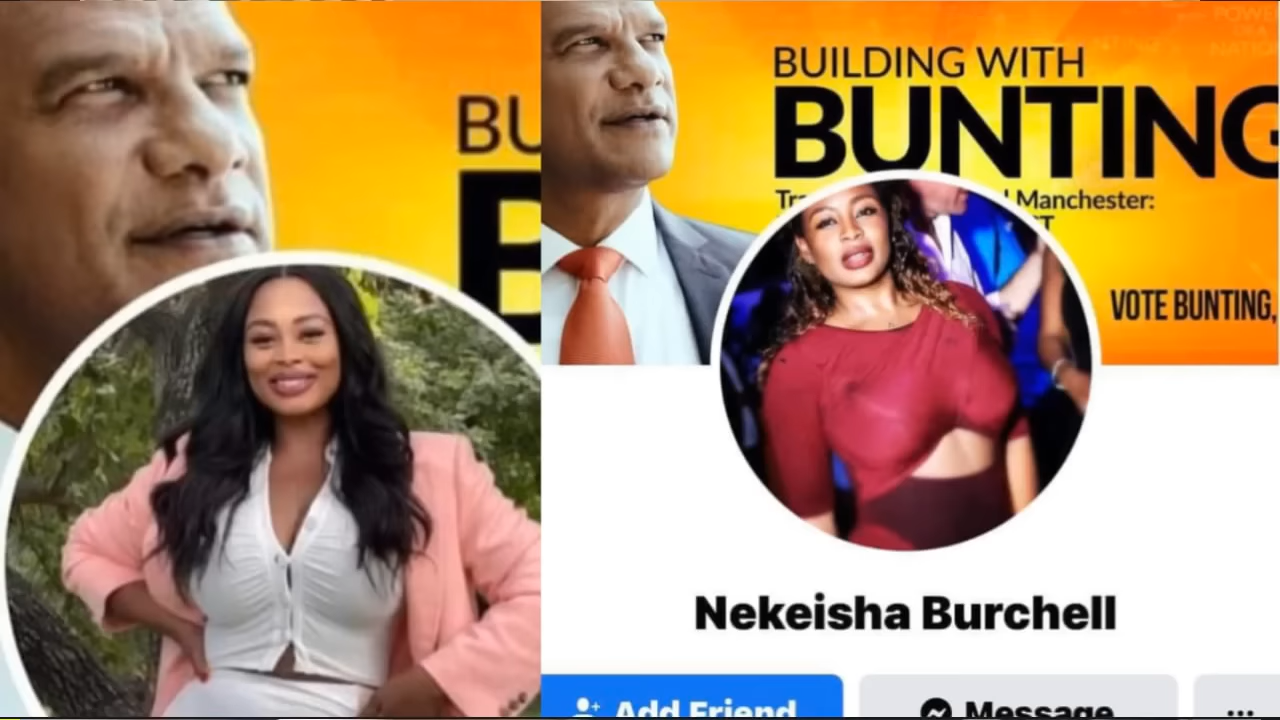 BU
B
BUILDING WITH
BUNTING
Manchester:
VOTE BUNTING,
Nekeisha Burchell
Add Friend
Message
...